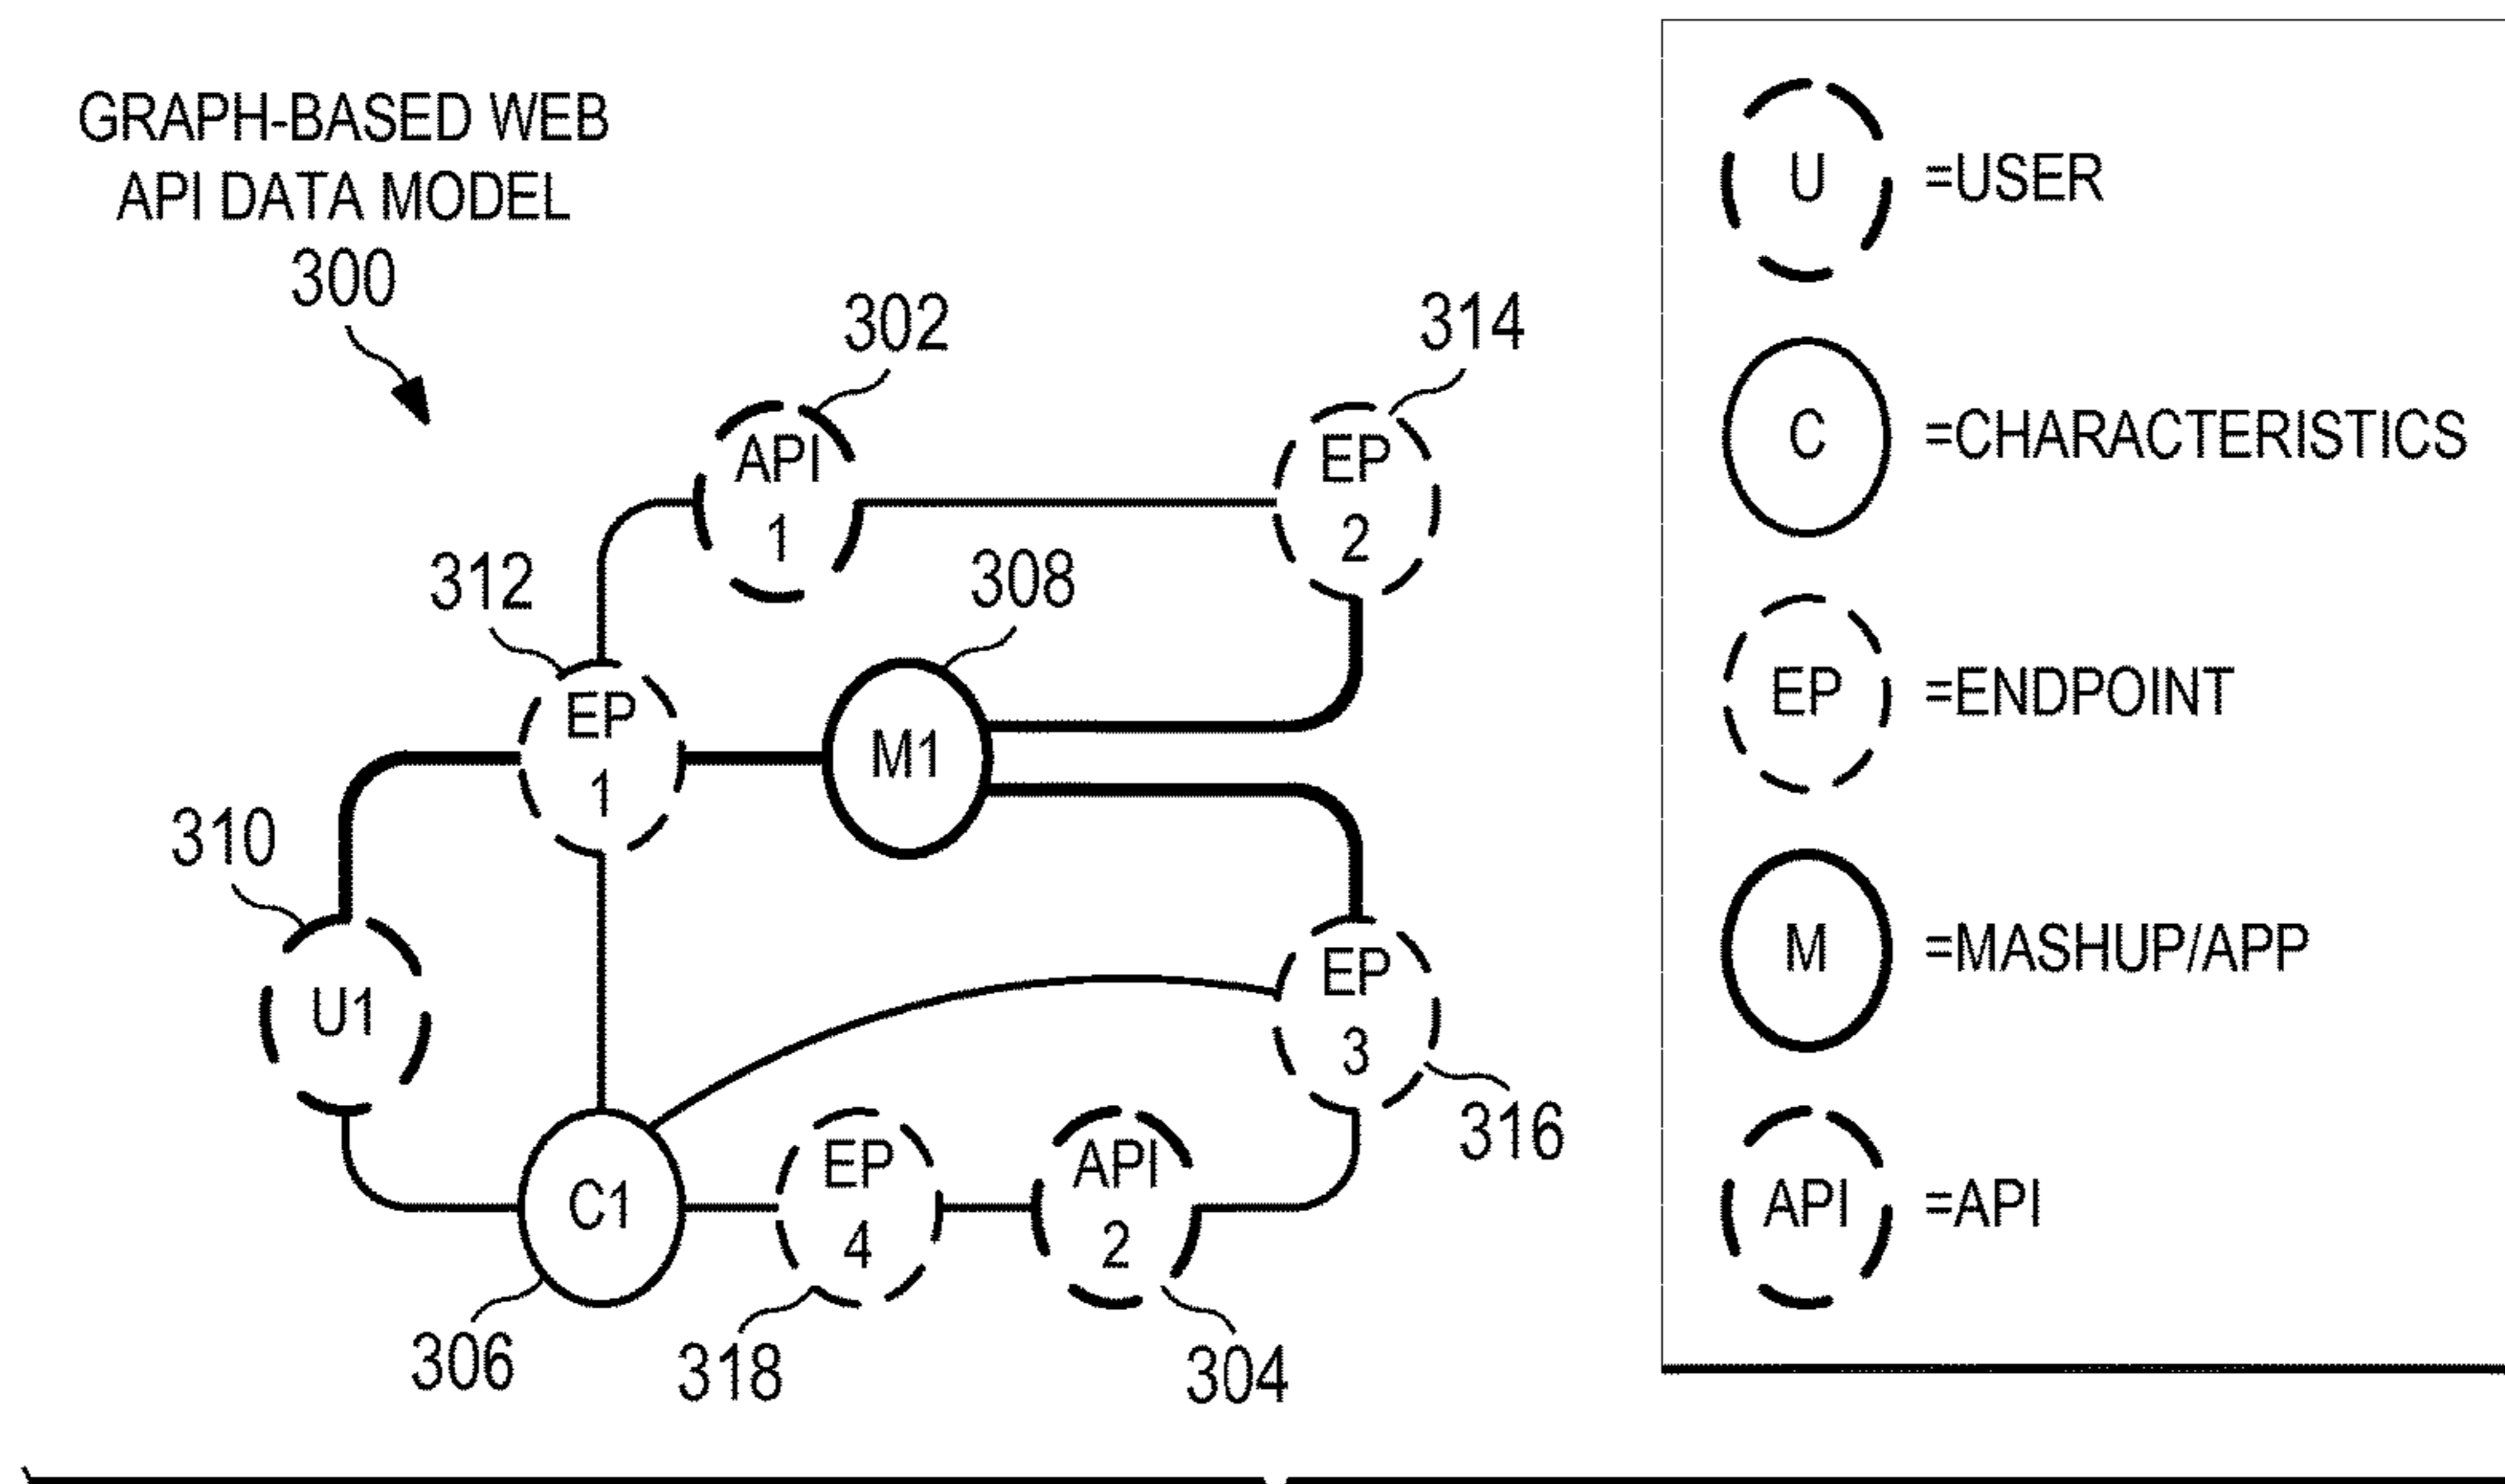 GRAPH-BASED WEB
API DATA MODEL
300
302
314
API
1
EP
2
312
308
EP
1
M1
310
U1
EP
3
316
C1
EP
4
API
2
306
318
304
U =USER
C =CHARACTERISTICS
EP =ENDPOINT
M =MASHUP/APP
API =API